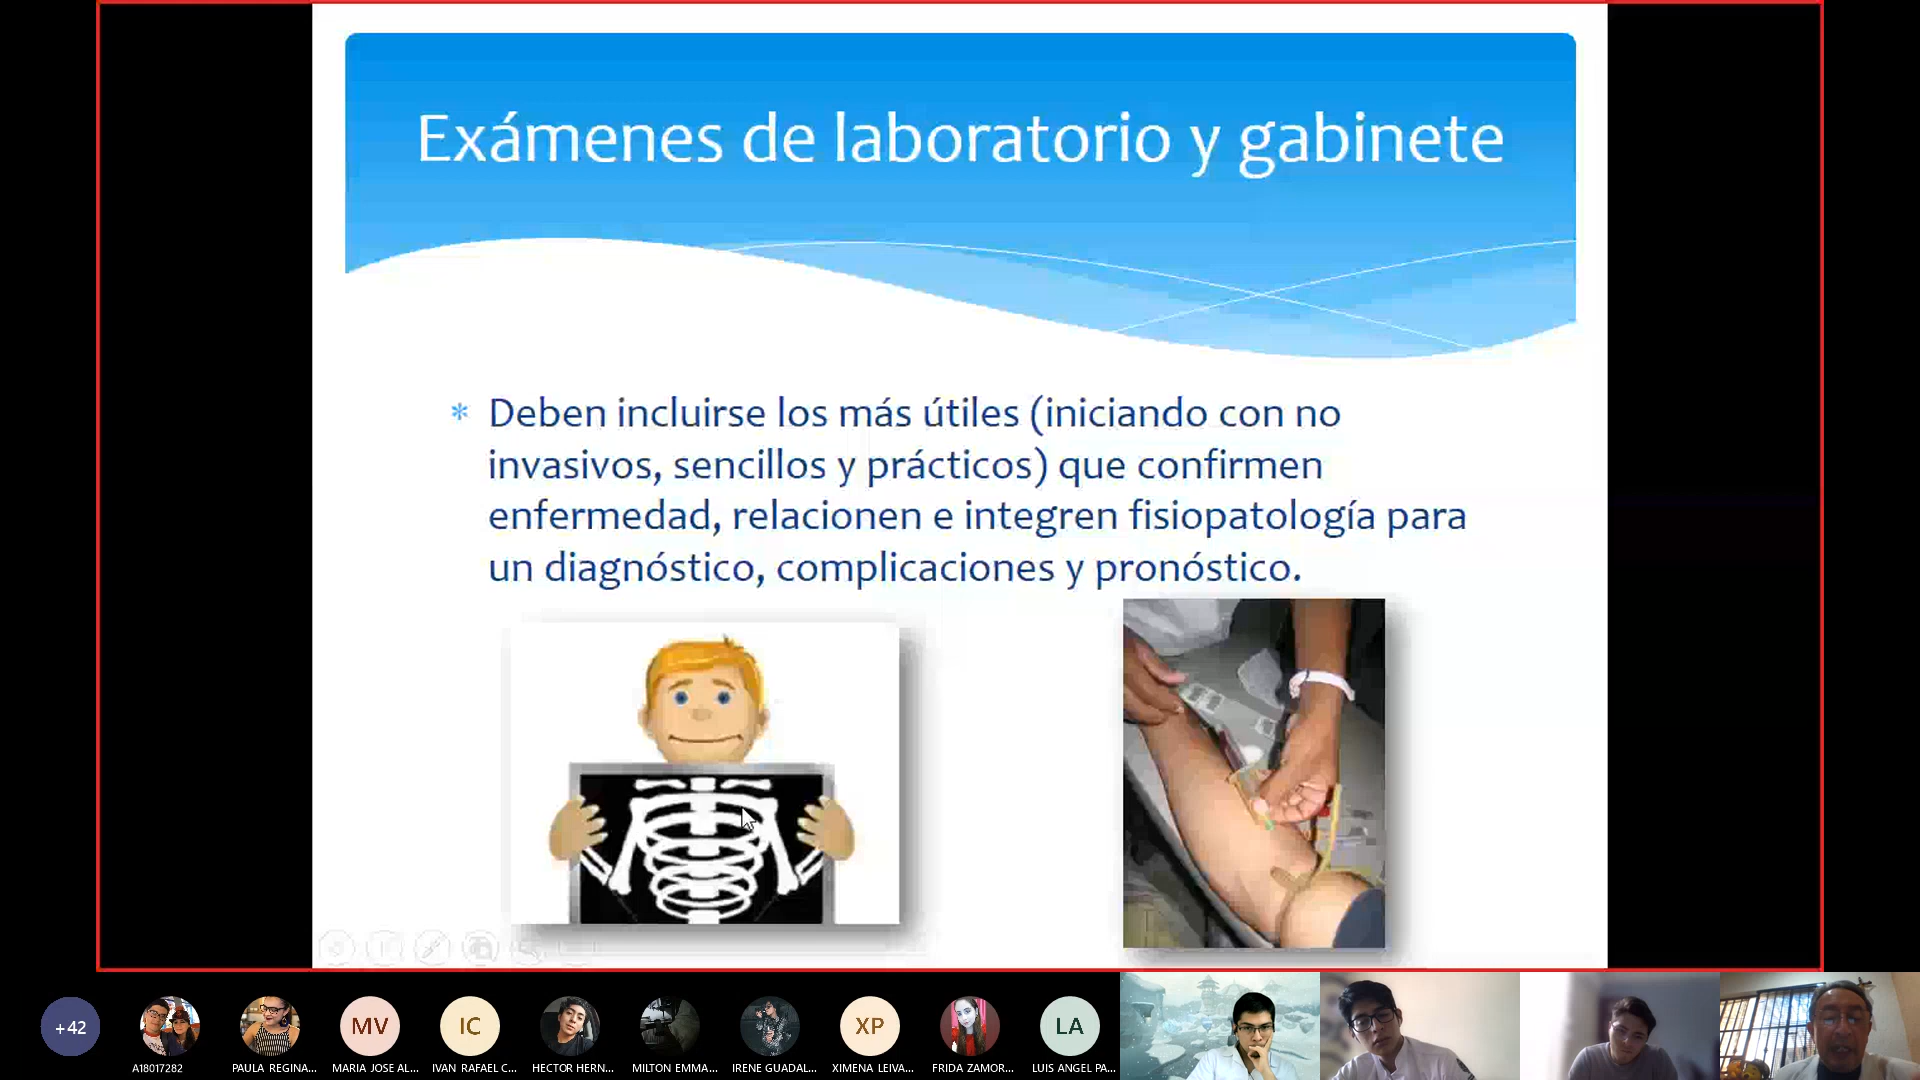 Exámenes de laboratorio y gabinete
* Deben incluirse los más útiles (iniciando con no
invasivos, sencillos y prácticos) que confirmen
enfermedad, relacionen e integren fisiopatología para
un diagnóstico, complicaciones y pronóstico.
+42
MV
IC
XP
LA
A18017282
PAULA REGINA...
MARIA JOSE AL...
IVAN RAFAEL C...
HECTOR HERN...
MILTON EMMA...
IRENE GUADAL...
XIMENA LEIVA...
FRIDA ZAMOR...
LUIS ANGEL PA...